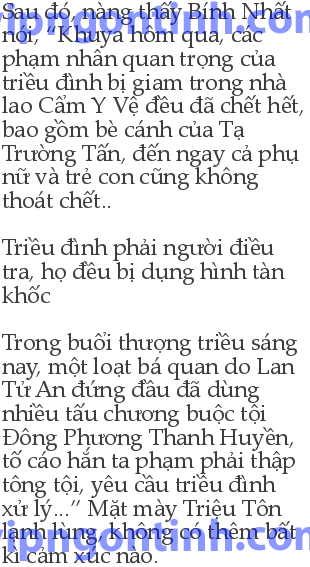 Sau đó, nàng thấy Bính Nhất
nói, “Khuya hôm qua, các
phạm nhân quan trọng của
triều đình bị giam trong nhà
lao Cẩm Y Vệ đều đã chết hết,
bao gồm bè cánh của Tạ
Trường Tấn, đến ngay cả phụ
nữ và trẻ con cũng không
thoát chết..
Triều đình phải người điều
tra, họ đều bị dụng hình tàn
khốc
Trong buổi thượng triều sáng
nay, một loạt bá quan do Lan
Tử An đứng đầu đã dùng
nhiều tấu chương buộc tội
Đông Phương Thanh Huyền,
tố cáo hắn ta phạm phải thập
tông tội, yêu cầu triều đình
xử lý...” Mặt mày Triệu Tôn
lạnh lùng, không có thêm bất
kì cảm xúc nào.
ipngontinh.com
ipngontinh.com